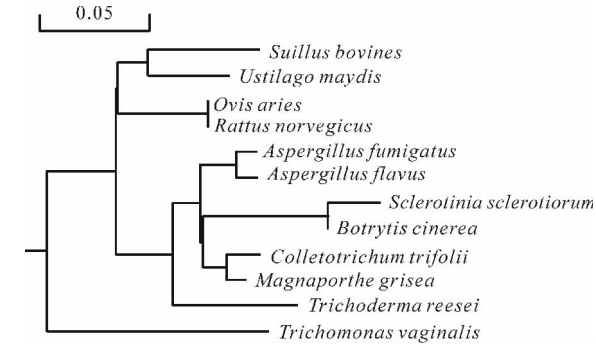 0.05
Suillus bovines
Ustilago maydis
Ovis aries
Rattus norvegicus
Aspergillus fumigatus
Aspergillus flavus
Sclerotinia sclerotiorum
Botrytis cinerea
Colletotrichum trifolii
Magnaporthe grisea
Trichoderma reesei
Trichomonas vaginalis